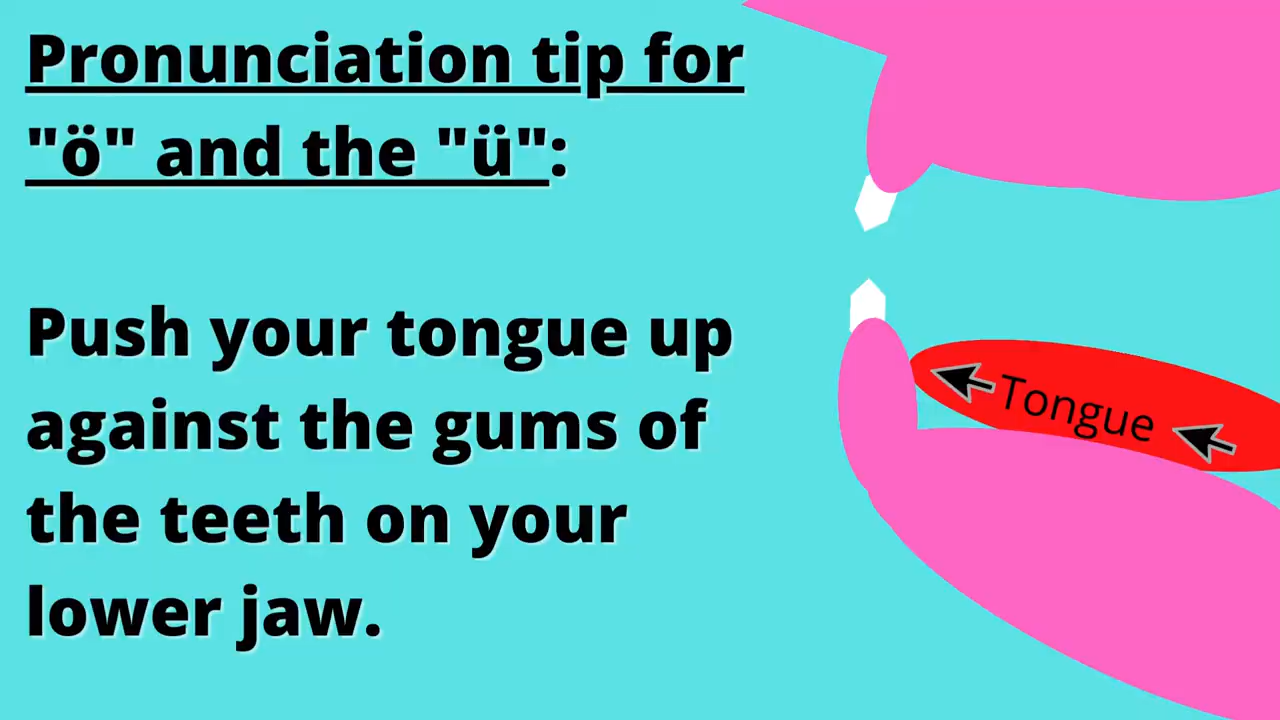 Pronunciation tip for
"ö" and the "ü":
Push your tongue up
against the gums of
the teeth on your
lower jaw.
Tongue